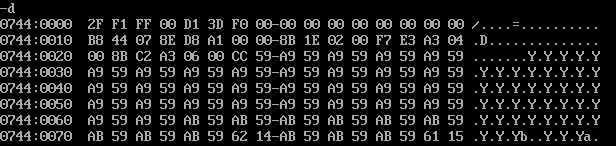 -d
0744:0000  2F F1 FF 00 D1 3D F0 00-00 00 00 00 00 00 00 00   /....=..........
0744:0010  B8 44 07 8E D8 A1 00 00-8B 1E 02 00 F7 E3 A3 04   .D..............
0744:0020  00 8B C2 A3 06 00 CC 59-A9 59 A9 59 A9 59 A9 59   .......Y.Y.Y.Y.Y
0744:0030  A9 59 A9 59 A9 59 A9 59-A9 59 A9 59 A9 59 A9 59   .Y.Y.Y.Y.Y.Y.Y.Y
0744:0040  A9 59 A9 59 A9 59 A9 59-A9 59 A9 59 A9 59 A9 59   .Y.Y.Y.Y.Y.Y.Y.Y
0744:0050  A9 59 A9 59 A9 59 A9 59-A9 59 A9 59 A9 59 A9 59   .Y.Y.Y.Y.Y.Y.Y.Y
0744:0060  A9 59 A9 59 A9 59 A9 59-AB 59 AB 59 AB 59 AB 59   .Y.Y.Y.Y.Y.Y.Y.Y
0744:0070  AB 59 AB 59 AB 59 62 14-AB 59 AB 59 AB 59 61 15   .Y.Y.Yb..Y.Y.Ya.